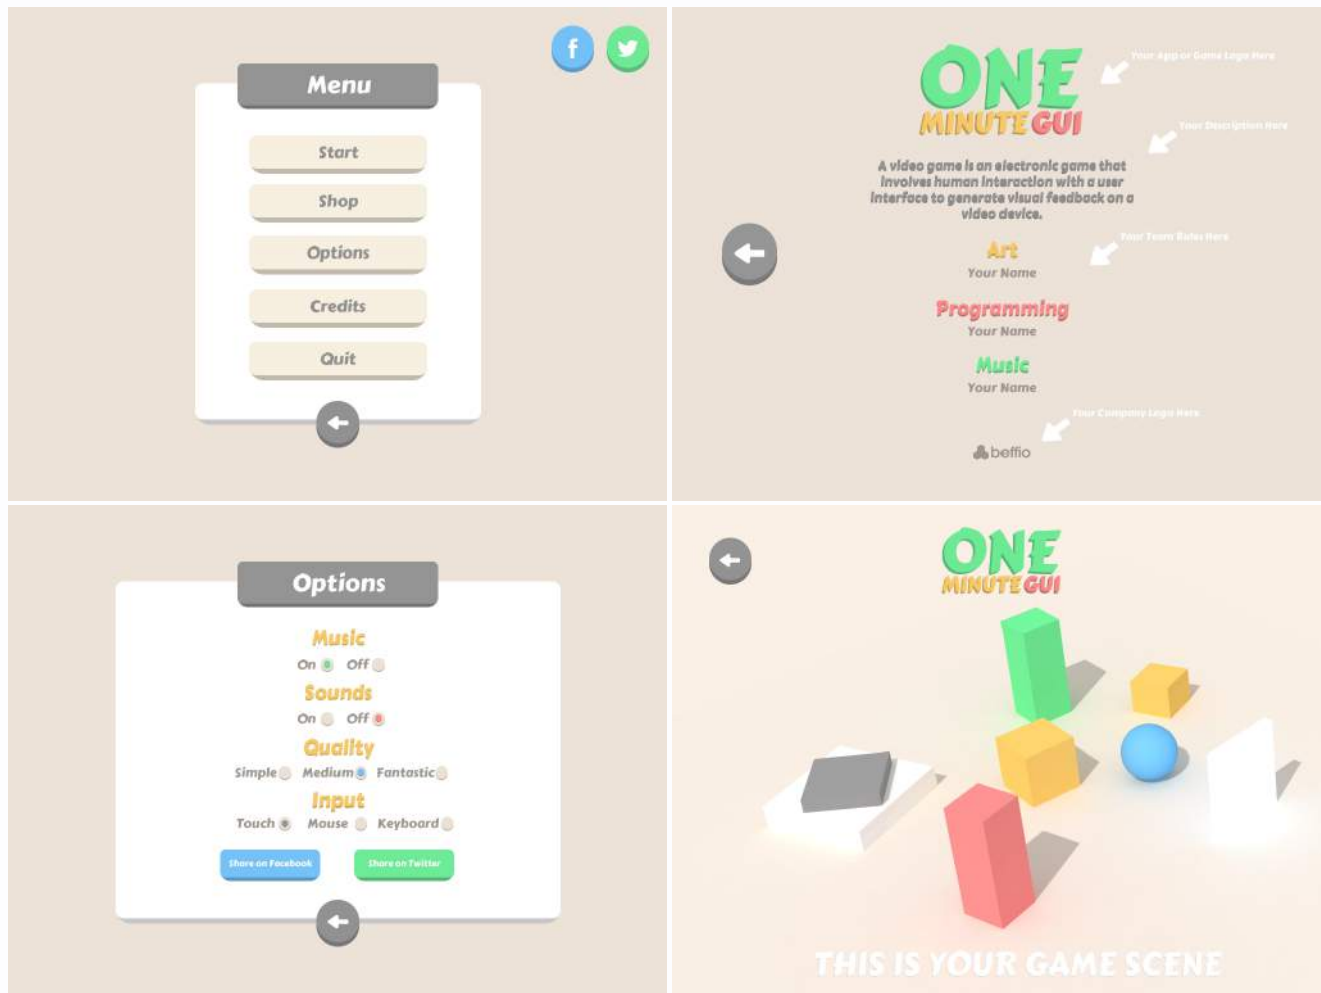 Menu
Start
Shop
Options
Credits
Quit
f
ONE
MINUTE GUI
Your App or Game Logo Here
Your Description Here
A video game is an electronic game that
involves human interaction with a user
interface to generate visual feedback on a
video device.
Your Team Roles Here
Art
Your Name
Programming
Your Name
Music
Your Name
Your Company Logo Here
beffio
Options
Music
On Off
Sounds
On Off
Quality
Simple Medium Fantastic
Input
Touch Mouse Keyboard
Share on Facebook Share on Twitter
ONE
MINUTE GUI
THIS IS YOUR GAME SCENE